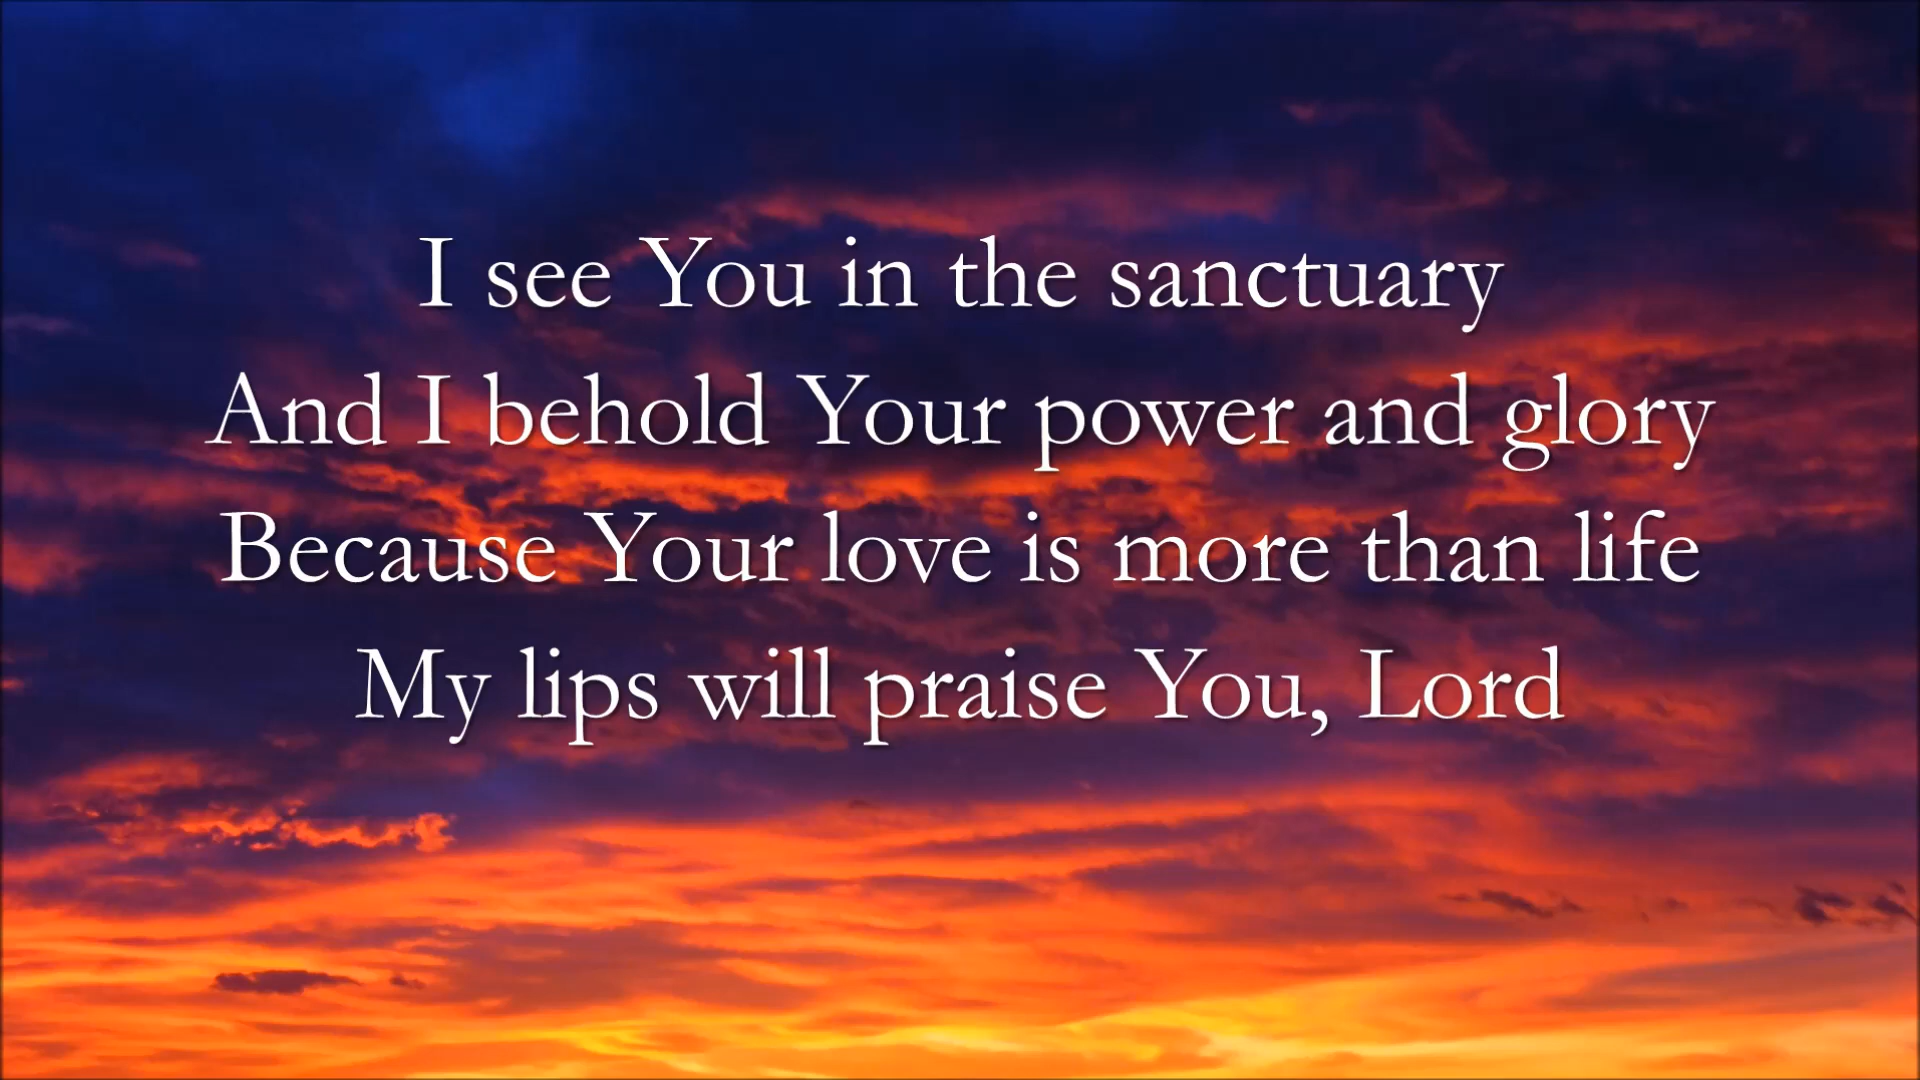 I see You in the sanctuary
And I behold Your power and glory
Because Your love is more than life
My lips will praise You, Lord